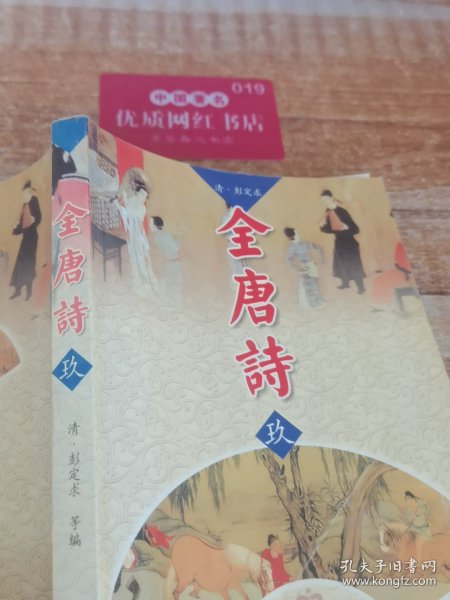 019
中国著名
优质网红书店
清·彭定求
全唐詩
玖
全唐詩
玖
清·彭定求 等编
孔夫子旧书网
www.kongfz.com